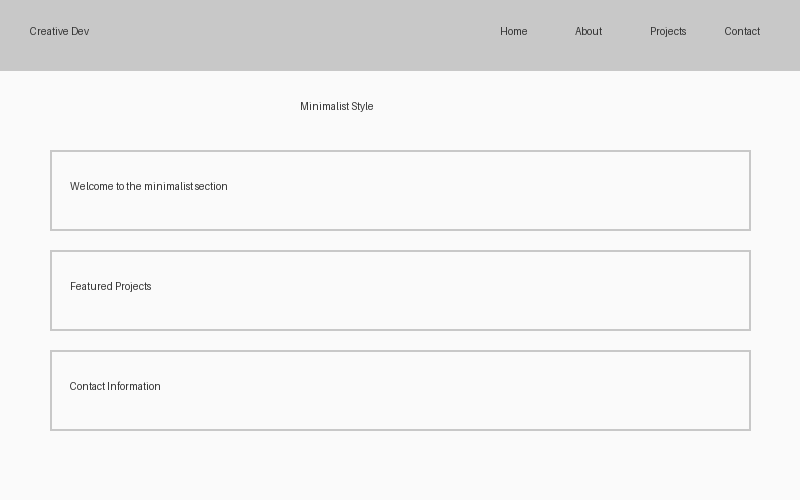 Creative Dev
Home About Projects Contact
Minimalist Style
Welcome to the minimalist section
Featured Projects
Contact Information